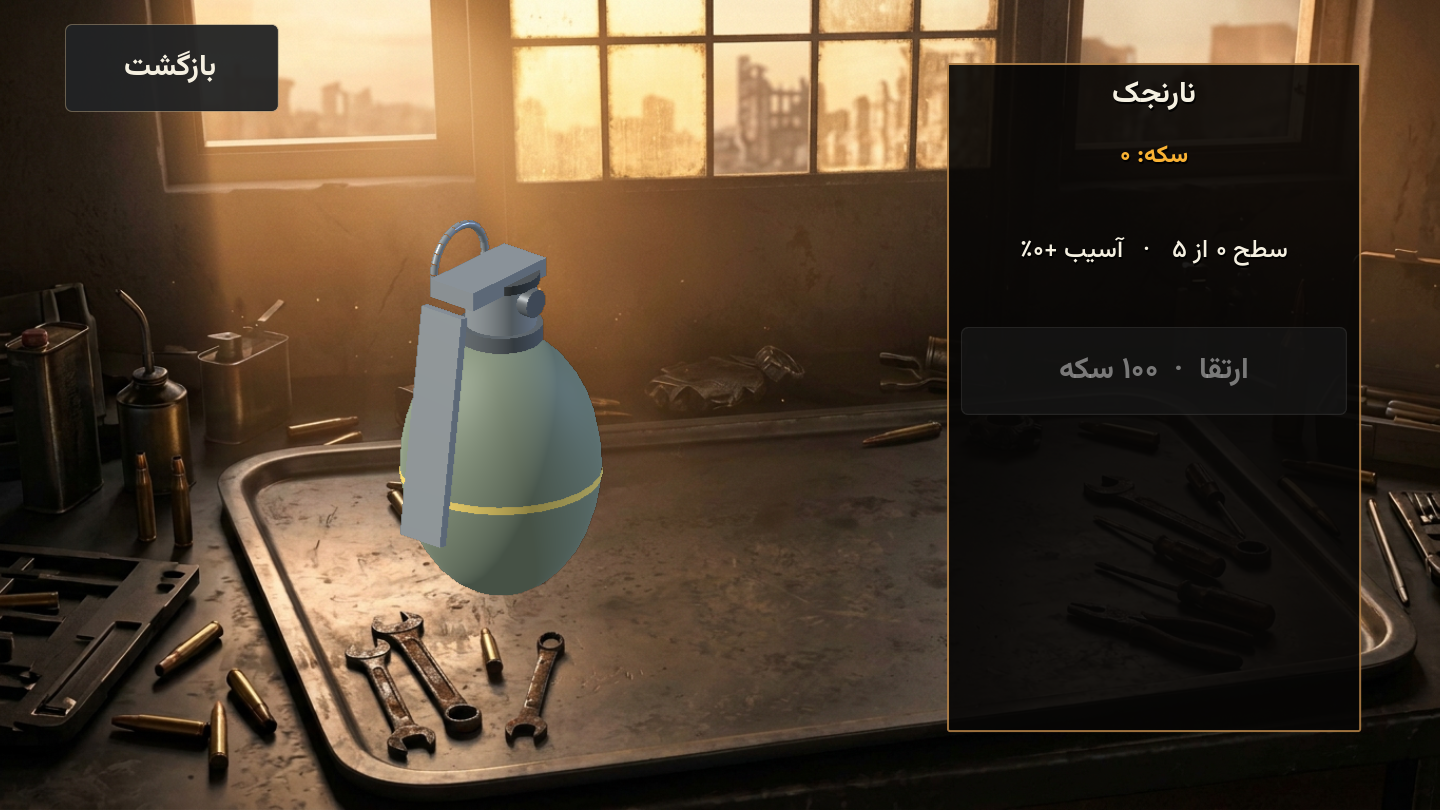 بازگشت
نارنجک
سکه: ۰
سطح ۰ از ۵ · آسیب +۰٪
ارتقا · ۱۰۰ سکه